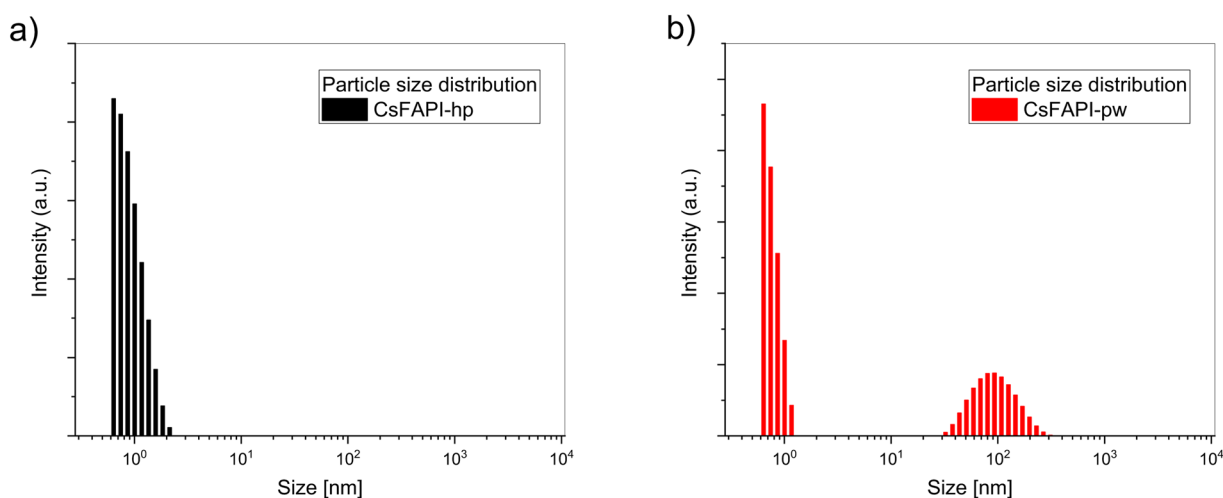 a)
Particle size distribution
CsFAPI-hp
Intensity (a.u.)
10⁰
10¹
10²
10³
10⁴
Size [nm]
b)
Particle size distribution
CsFAPI-pw
Intensity (a.u.)
10⁰
10¹
10²
10³
10⁴
Size [nm]